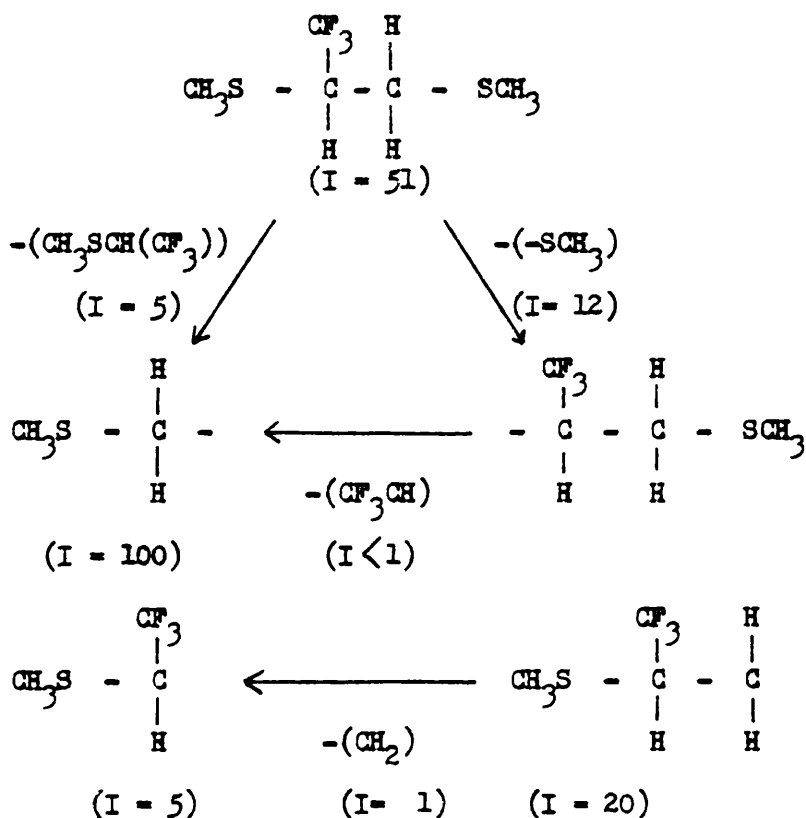 CF3 H
CH3S - C - C - SCH3
H H
(I = 51)
-(CH3SCH(CF3)) -(-SCH3)
(I = 5) (I= 12)
H CF3 H
CH3S - C - - C - C - SCH3
H H H
-(CF3CH)
(I = 100) (I<1)
CF3 CF3 H
CH3S - C CH3S - C - C
H H H
-(CH2)
(I = 5) (I= 1) (I = 20)